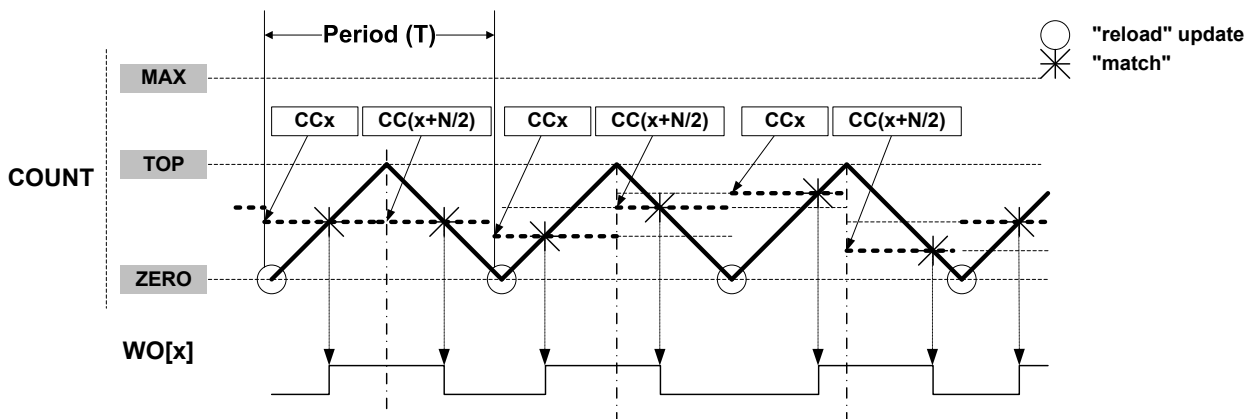 Period (T)
"reload" update
"match"
MAX
CCx
CC(x+N/2)
CCx
CC(x+N/2)
CCx
CC(x+N/2)
TOP
COUNT
ZERO
WO[x]